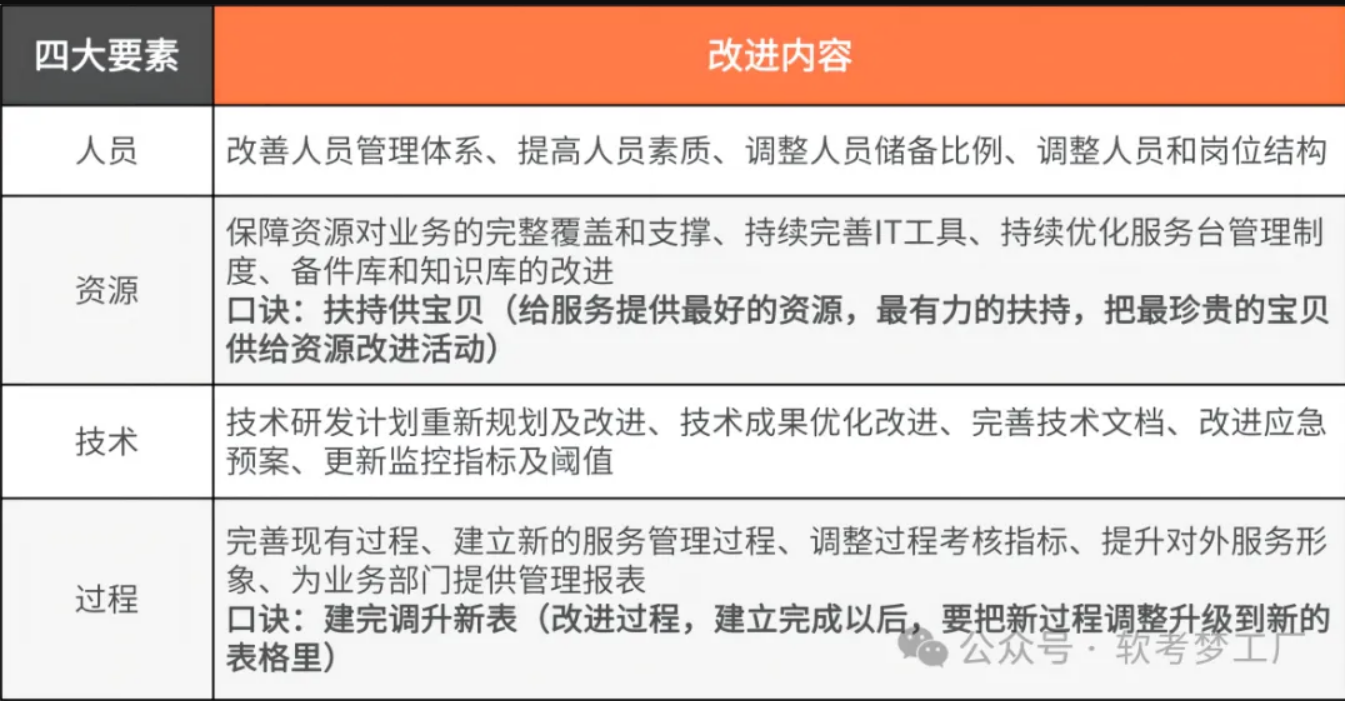 四大要素
改进内容
人员
改善人员管理体系、提高人员素质、调整人员储备比例、调整人员和岗位结构
资源
保障资源对业务的完整覆盖和支撑、持续完善IT工具、持续优化服务台管理制
度、备件库和知识库的改进
口诀：扶持供宝贝（给服务提供最好的资源，最有力的扶持，把最珍贵的宝贝
供给资源改进活动）
技术
技术研发计划重新规划及改进、技术成果优化改进、完善技术文档、改进应急
预案、更新监控指标及阈值
过程
完善现有过程、建立新的服务管理过程、调整过程考核指标、提升对外服务形
象、为业务部门提供管理报表
口诀：建完调升新表（改进过程，建立完成以后，要把新过程调整升级到新的
表格里）
公众号 · 软考梦工厂